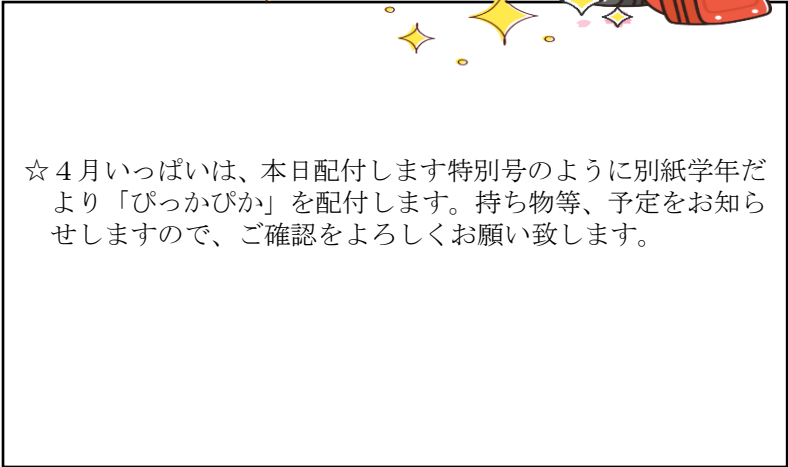 ☆４月いっぱいは、本日配付します特別号のように別紙学年だ
より「ぴっかぴか」を配付します。持ち物等、予定をお知ら
せしますので、ご確認をよろしくお願い致します。